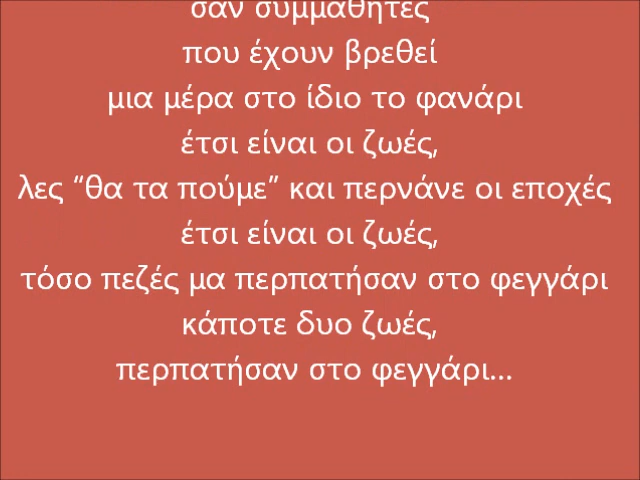 σαν συμμαθητές
που έχουν βρεθεί
μια μέρα στο ίδιο το φανάρι
έτσι είναι οι ζωές,
λες “θα τα πούμε” και περνάνε οι εποχές
έτσι είναι οι ζωές,
τόσο πεζές μα περπατήσαν στο φεγγάρι
κάποτε δυο ζωές,
περπατήσαν στο φεγγάρι...